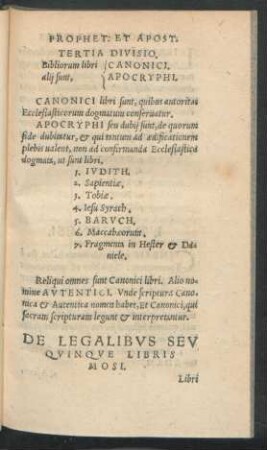 PROPHET: ET APOST.
TERTIA DIVISIO.
Bibliorum libri { CANONICI.
alij sunt, { APOCRYPHI.
CANONICI libri sunt, quibus autoritas
Ecclesiasticorum dogmatum conseruatur.
APOCRYPHI seu dubij sunt, de quorum
fide dubitatur, & qui tantum ad ædificationem
plebis ualent, non ad confirmanda Ecclesiastica
dogmata, ut sunt libri,
1. IVDITH.
2. Sapientiæ,
3. Tobiæ,
4. Iesu Syrach,
5. BARVCH,
6. Maccabæorum,
7. Fragmenta in Hester & Da
niele.
Reliqui omnes sunt Canonici libri. Alio no-
mine AVTENTICI. Vnde scriptura Cano
nica & Autentica nomen habet. Et Canonici, qui
sacram scripturam legunt & interpretantur.
DE LEGALIBVS SEV
QVINQVE LIBRIS
MOSI.
Libri